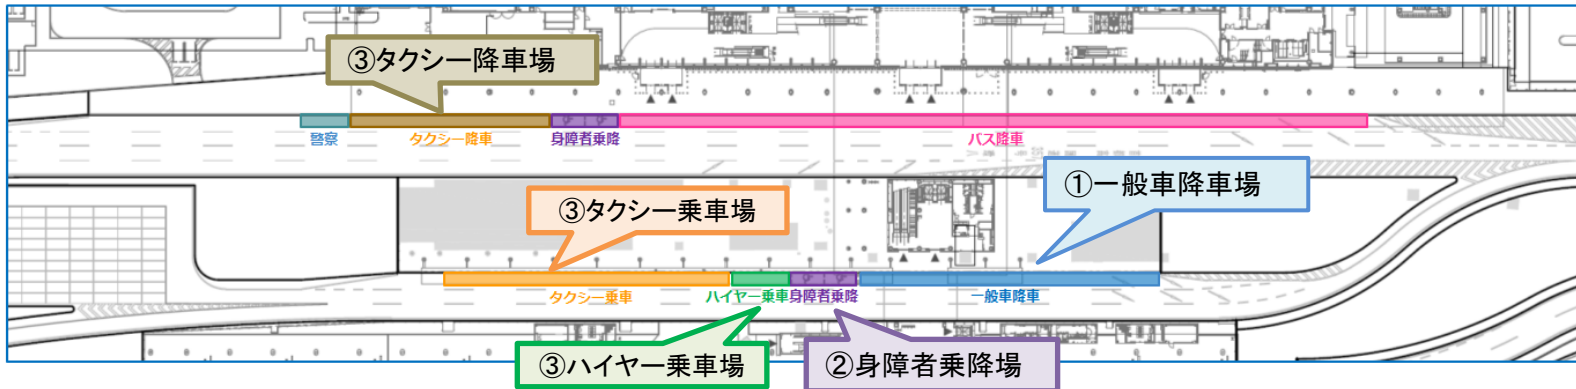 ③タクシー降車場
警察
タクシー降車
身障者乗降
バス降車
①一般車降車場
③タクシー乗車場
タクシー乗車
ハイヤー乗車
身障者乗降
一般車降車
③ハイヤー乗車場
②身障者乗降場